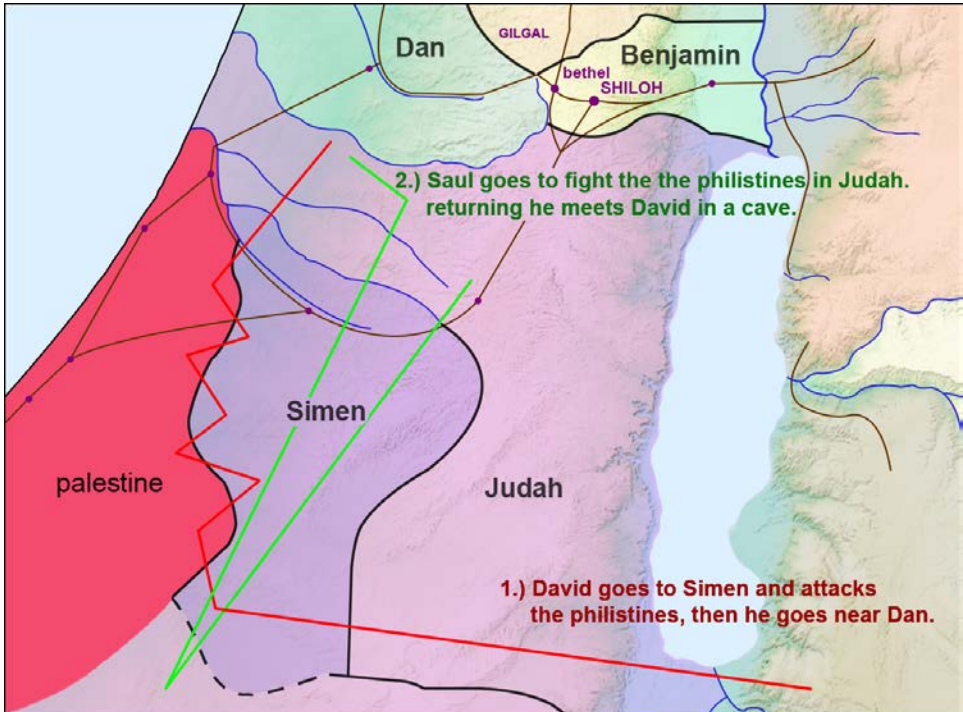 Dan
GILGAL
Benjamin
bethel
SHILOH
2.) Saul goes to fight the the philistines in Judah.
returning he meets David in a cave.
Simen
palestine
Judah
1.) David goes to Simen and attacks
the philistines, then he goes near Dan.